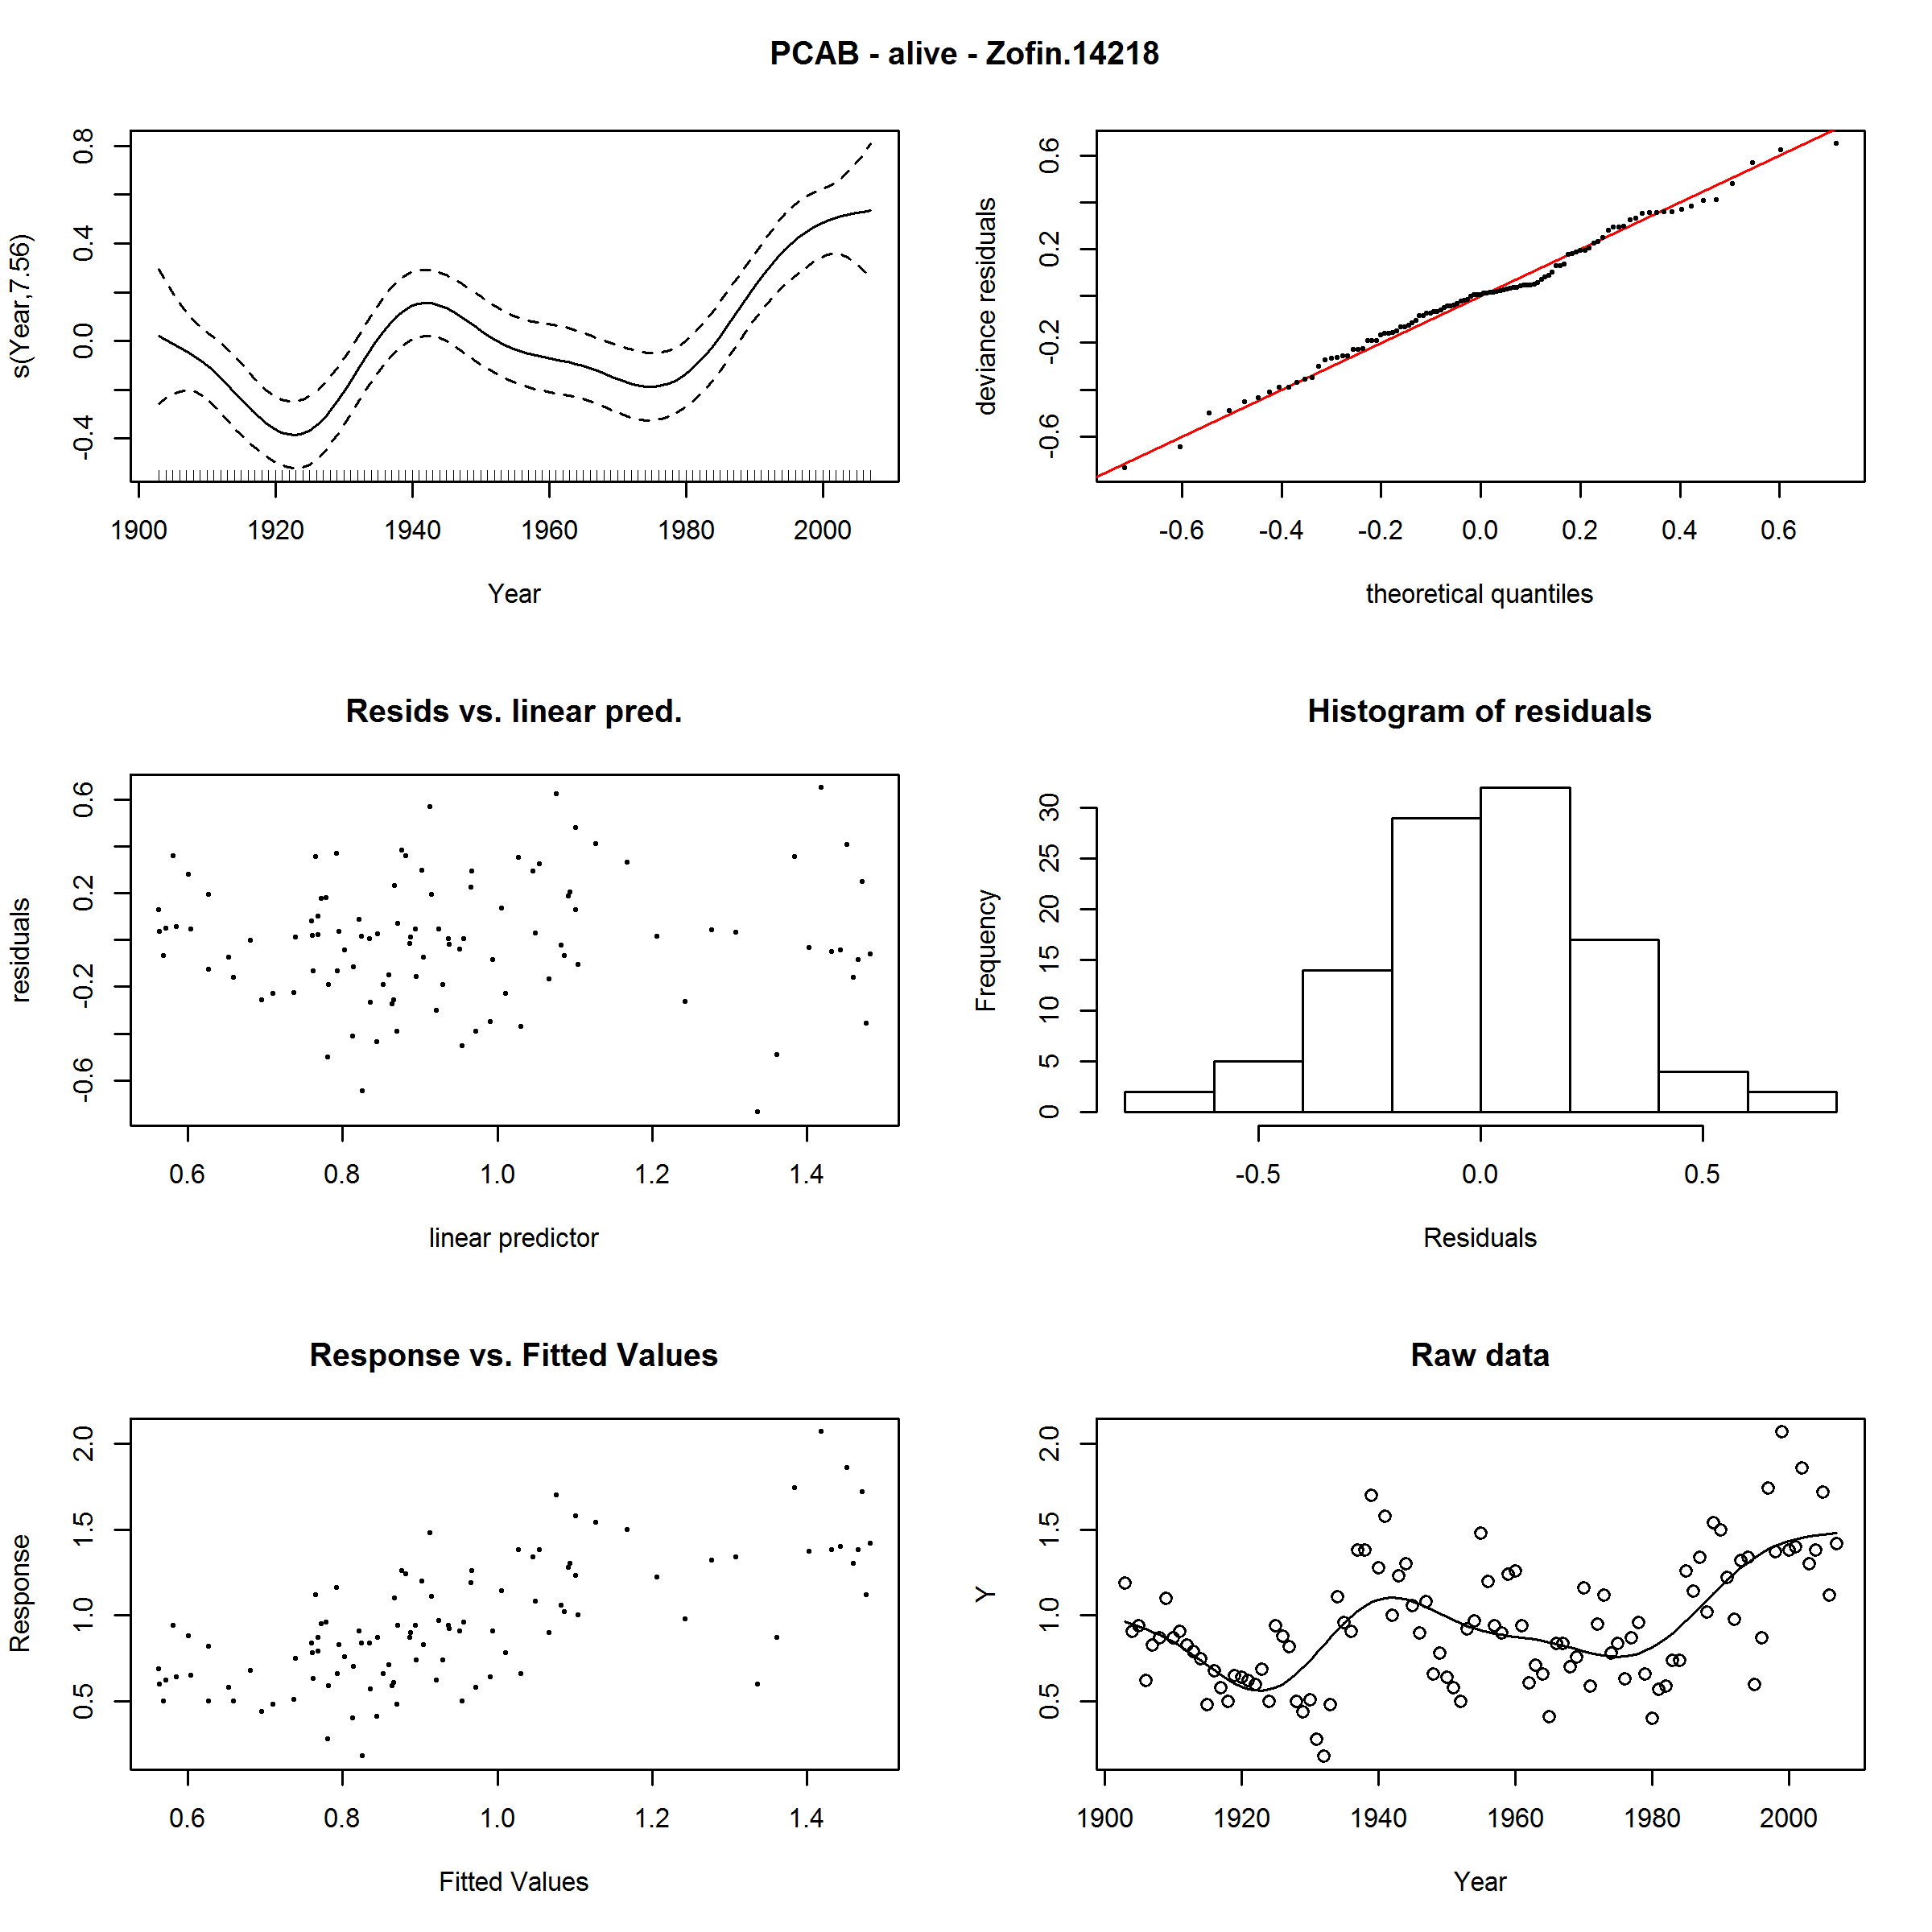 PCAB - alive - Zofin.14218
s(Year,7.56)
-0.4 0.0 0.4 0.8
1900 1920 1940 1960 1980 2000
Year
deviance residuals
-0.6 -0.2 0.2 0.6
-0.6 -0.4 -0.2 0.0 0.2 0.4 0.6
theoretical quantiles
Resids vs. linear pred.
residuals
-0.6 -0.2 0.2 0.6
0.6 0.8 1.0 1.2 1.4
linear predictor
Histogram of residuals
Frequency
0 5 10 15 20 25 30
-0.5 0.0 0.5
Residuals
Response vs. Fitted Values
Response
0.5 1.0 1.5 2.0
0.6 0.8 1.0 1.2 1.4
Fitted Values
Raw data
Y
0.5 1.0 1.5 2.0
1900 1920 1940 1960 1980 2000
Year